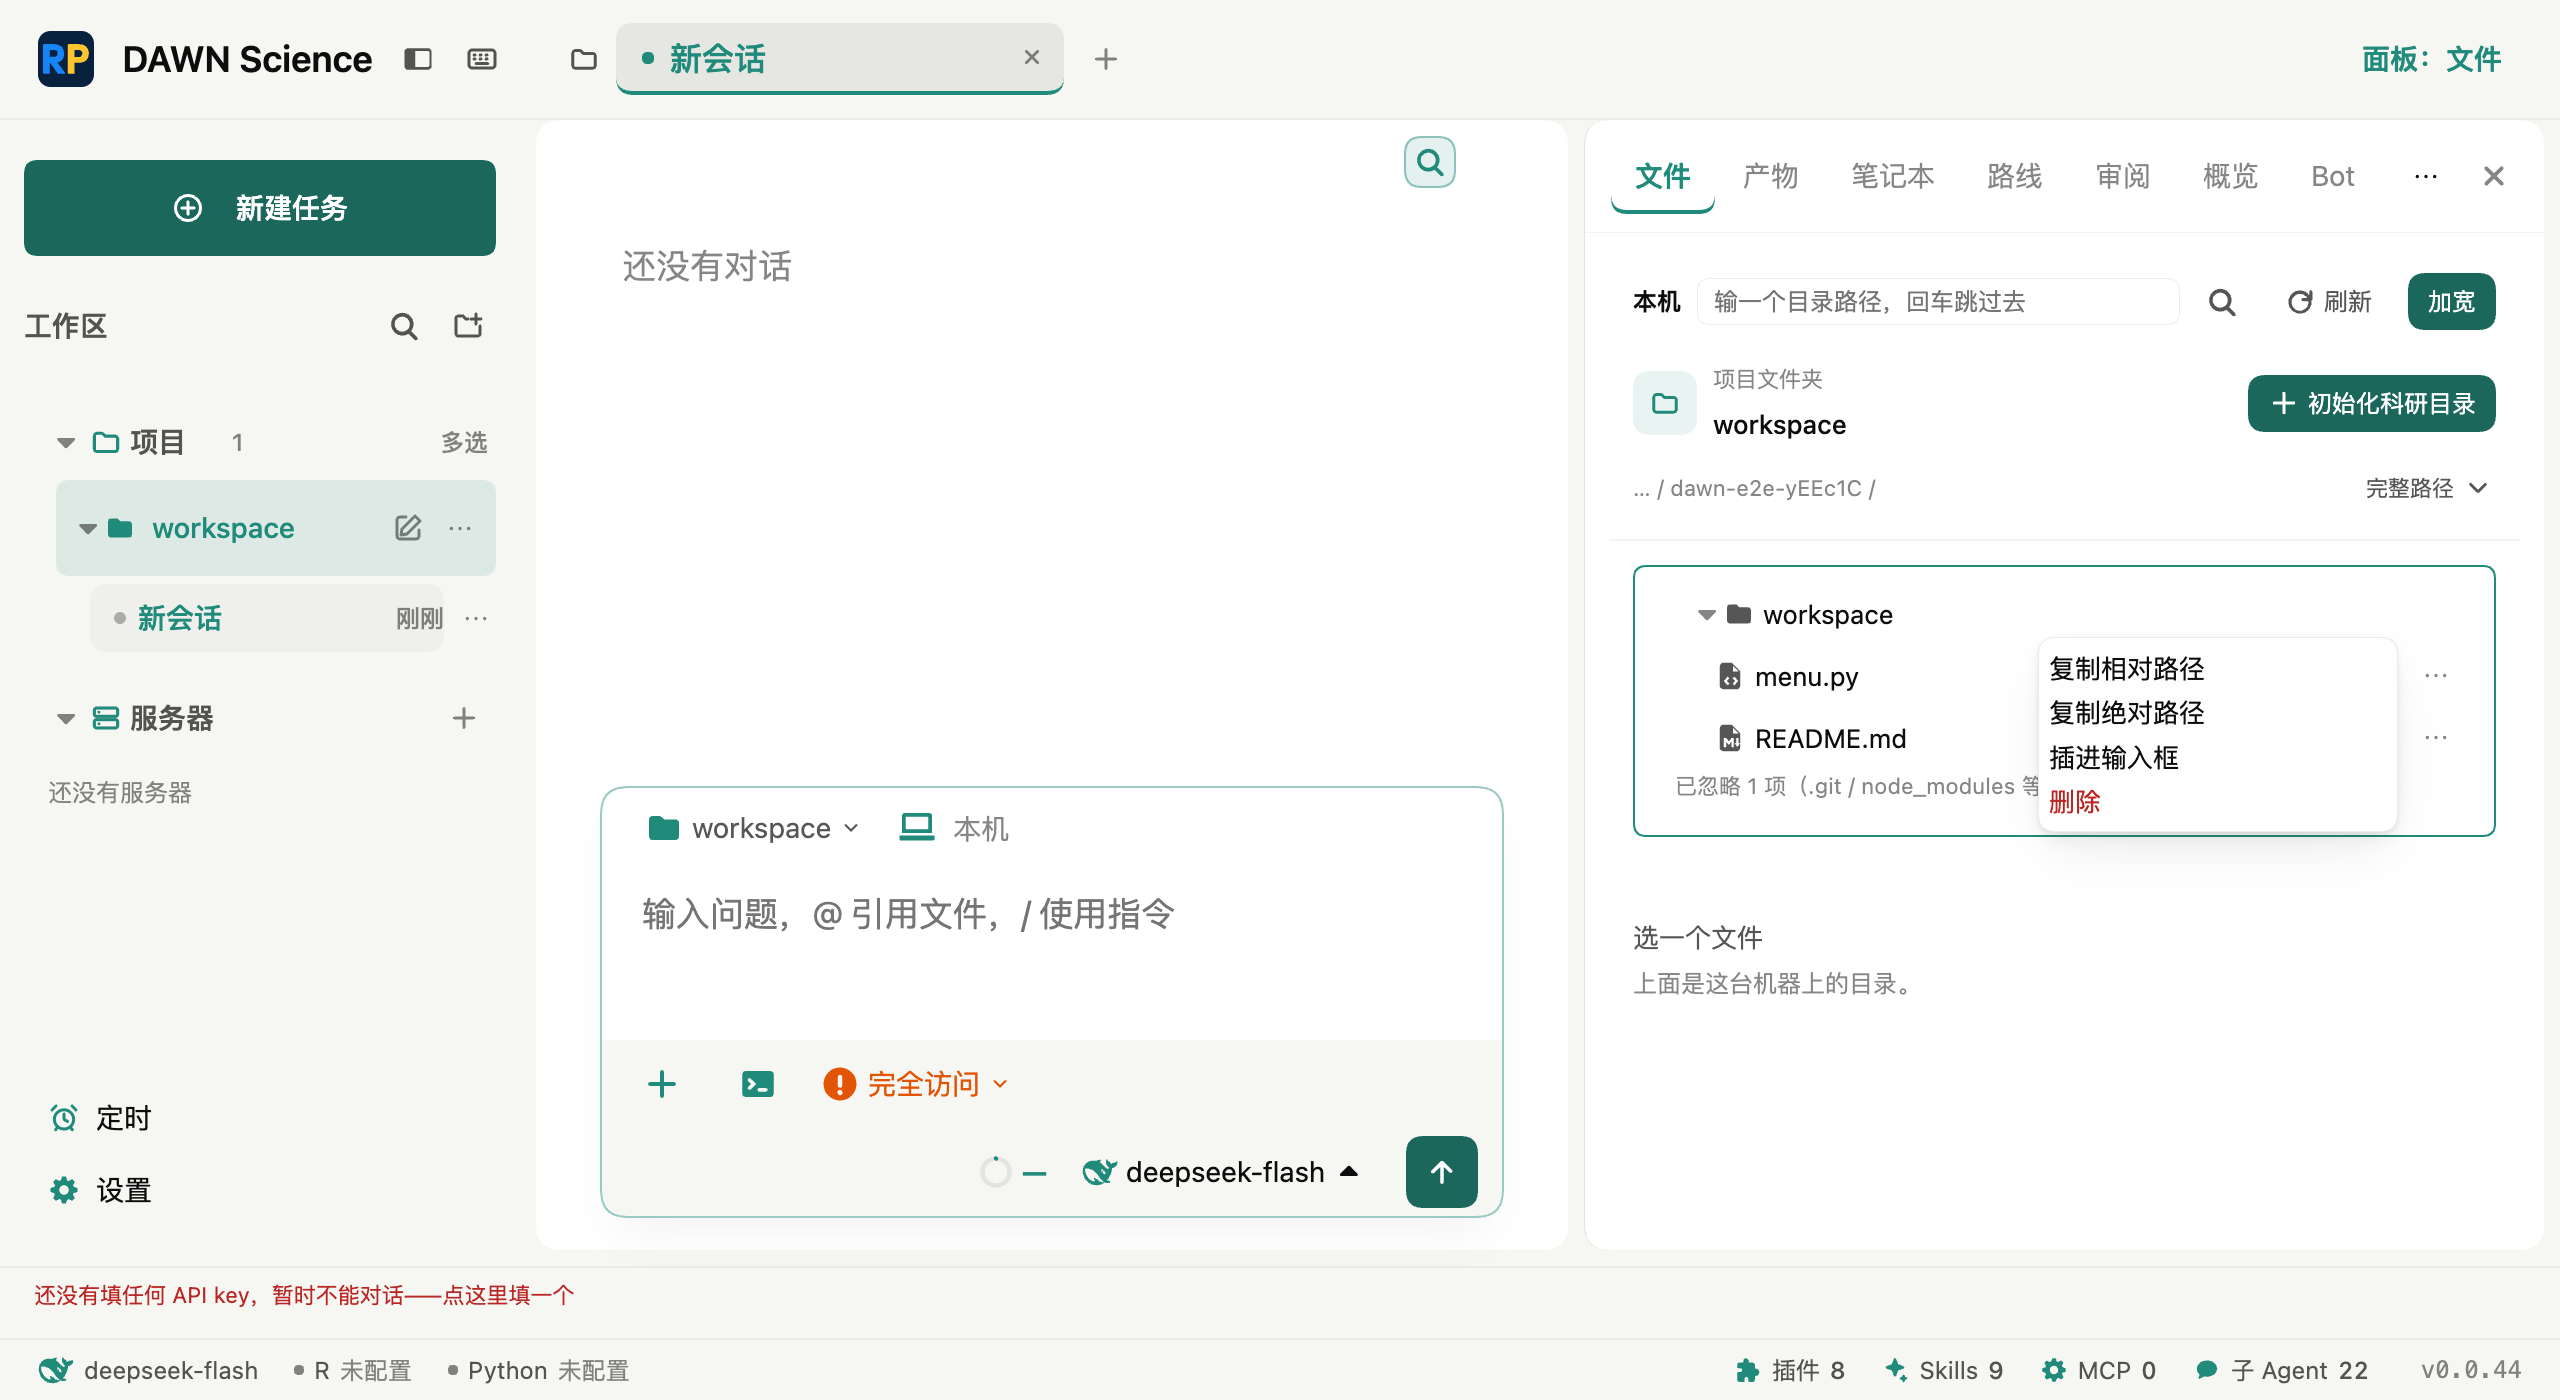 RP DAWN Science
新会话
面板：文件
新建任务
工作区
项目 1 多选
workspace
新会话 刚刚
服务器
还没有服务器
定时
设置
还没有对话
workspace 本机
输入问题，@ 引用文件，/ 使用指令
完全访问
deepseek-flash
文件 产物 笔记本 路线 审阅 概览 Bot
本机 输一个目录路径，回车跳过去 刷新 加宽
项目文件夹
workspace
初始化科研目录
... / dawn-e2e-yEEc1C / 完整路径
workspace
menu.py
README.md
已忽略 1 项（.git / node_modules 等
复制相对路径
复制绝对路径
插进输入框
删除
选一个文件
上面是这台机器上的目录。
还没有填任何 API key，暂时不能对话——点这里填一个
deepseek-flash R 未配置 Python 未配置
插件 8 Skills 9 MCP 0 子 Agent 22 v0.0.44